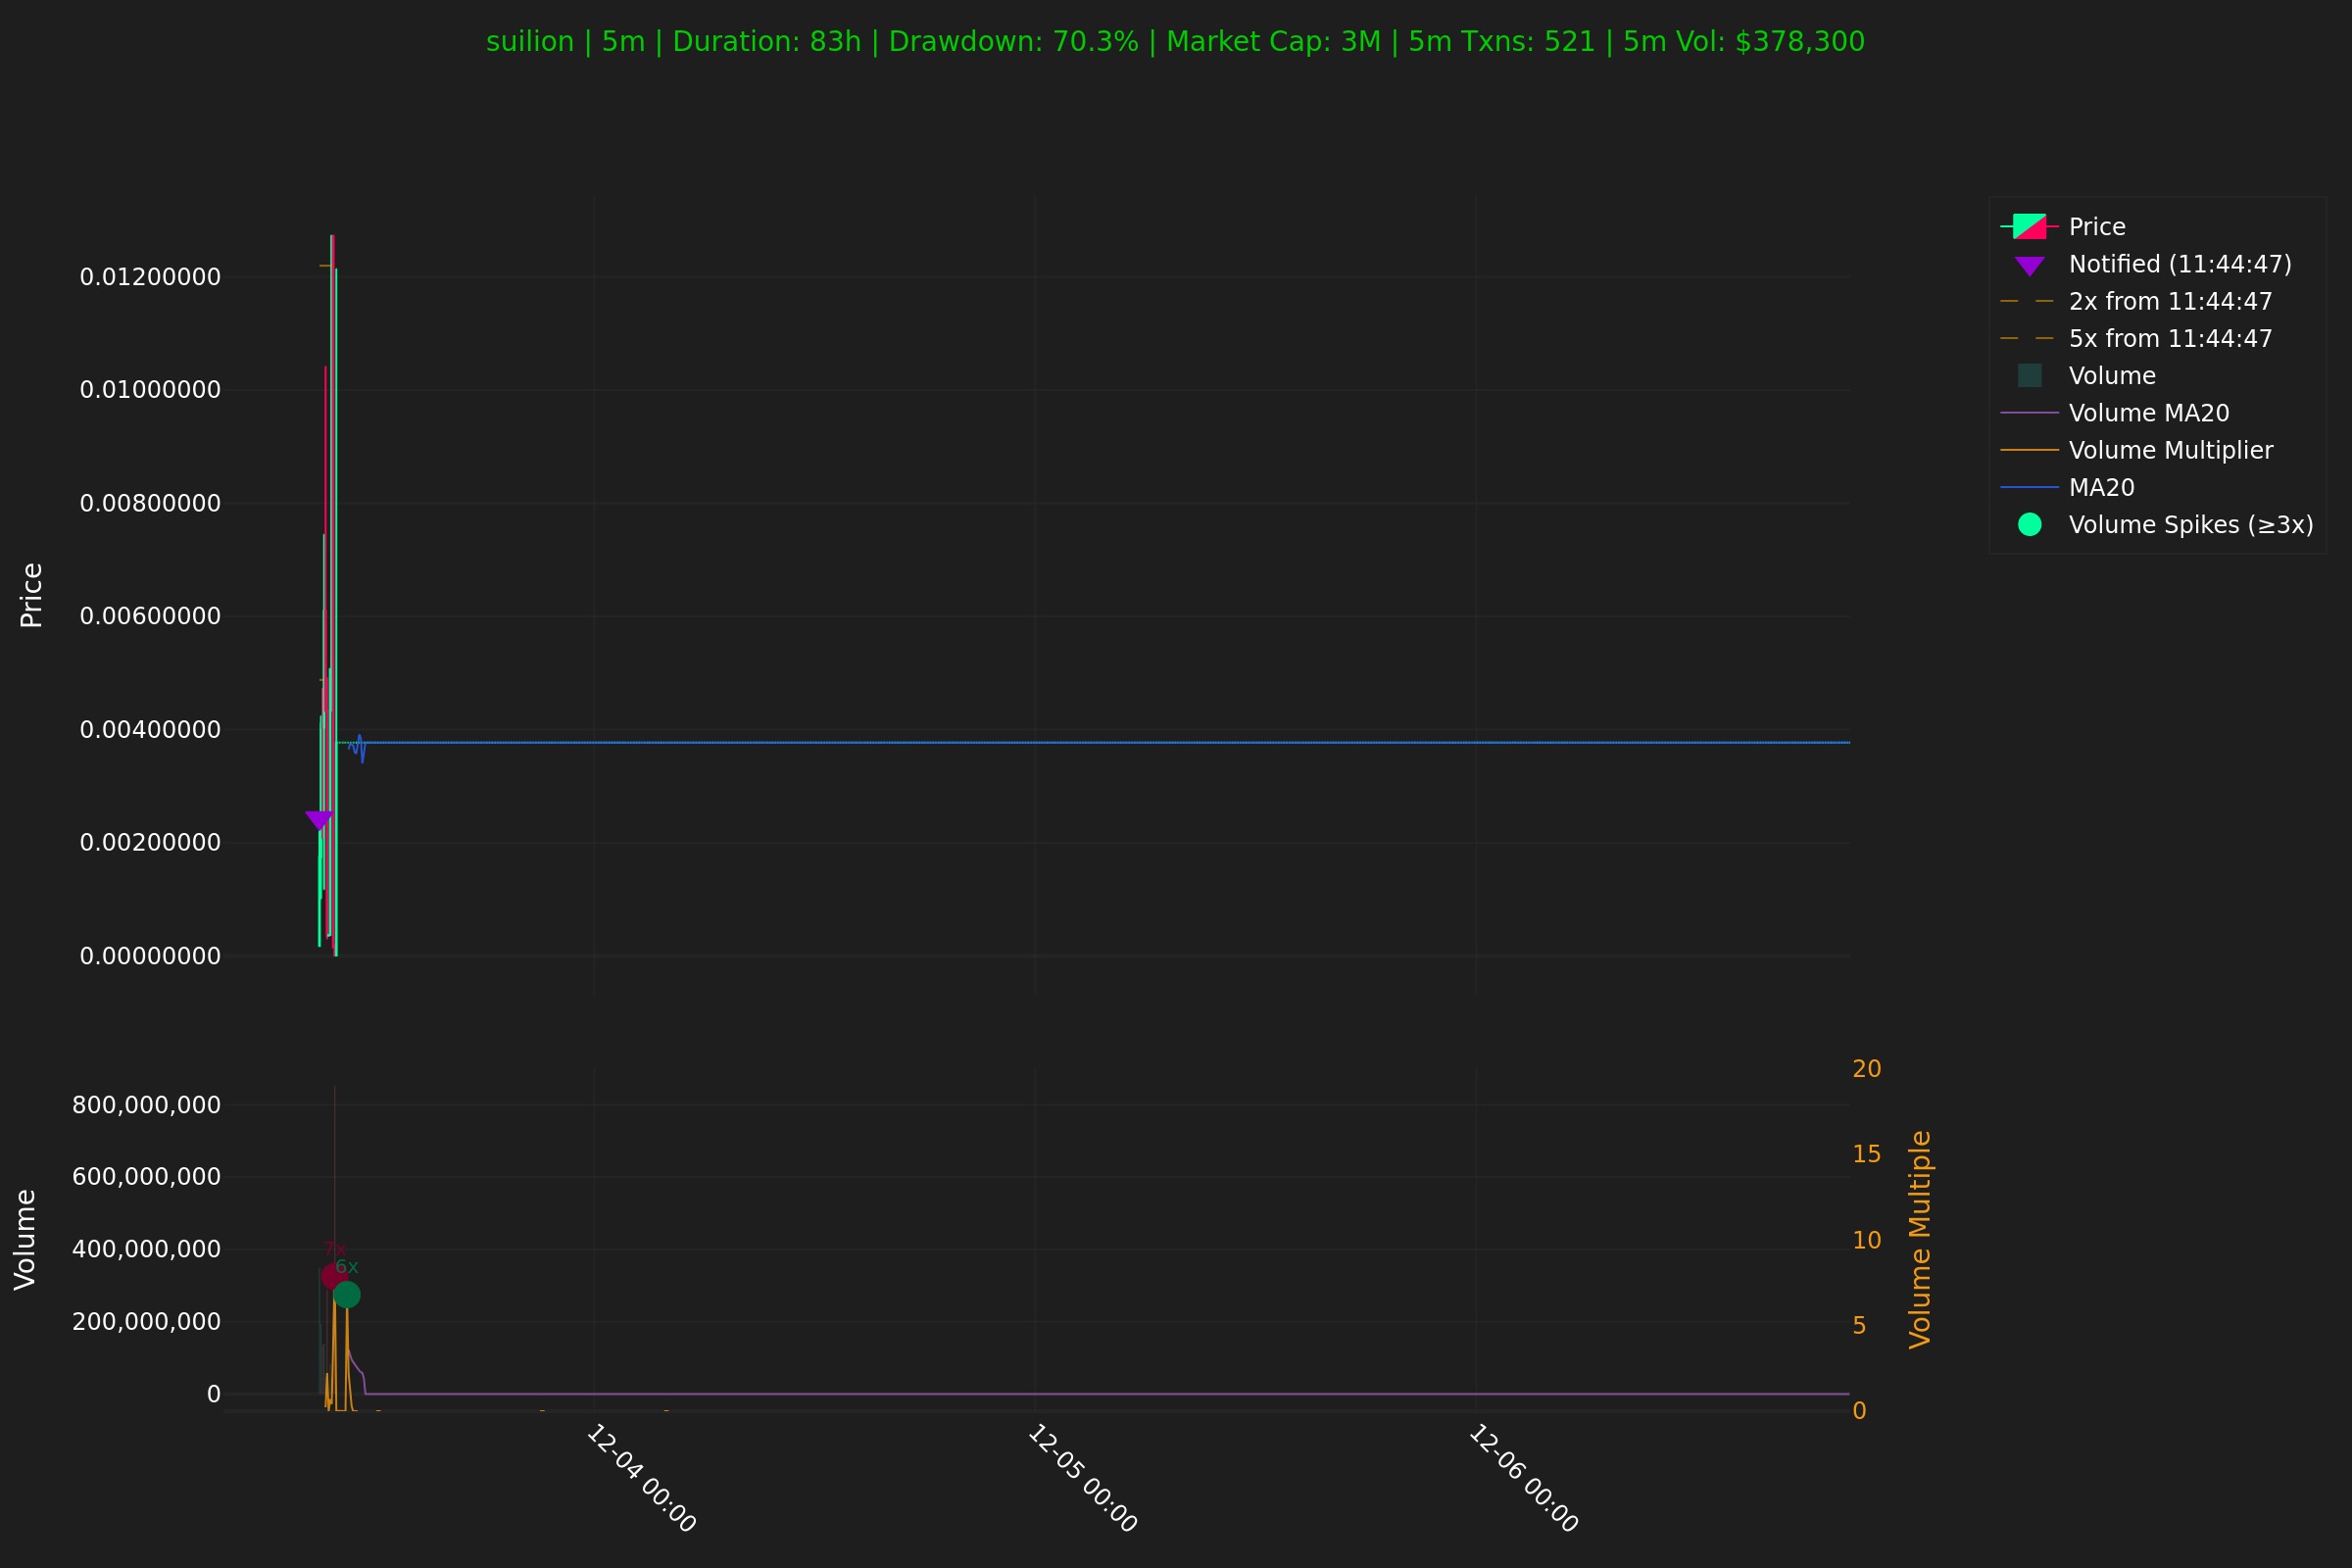 suilion | 5m | Duration: 83h | Drawdown: 70.3% | Market Cap: 3M | 5m Txns: 521 | 5m Vol: $378,300
Price
Notified (11:44:47)
2x from 11:44:47
5x from 11:44:47
Volume
Volume MA20
Volume Multiplier
MA20
Volume Spikes (≥3x)
Price
0.01200000
0.01000000
0.00800000
0.00600000
0.00400000
0.00200000
0.00000000
Volume
800,000,000
600,000,000
400,000,000
200,000,000
0
7x
6x
20
15
10
5
0
Volume Multiple
12-04 00:00
12-05 00:00
12-06 00:00